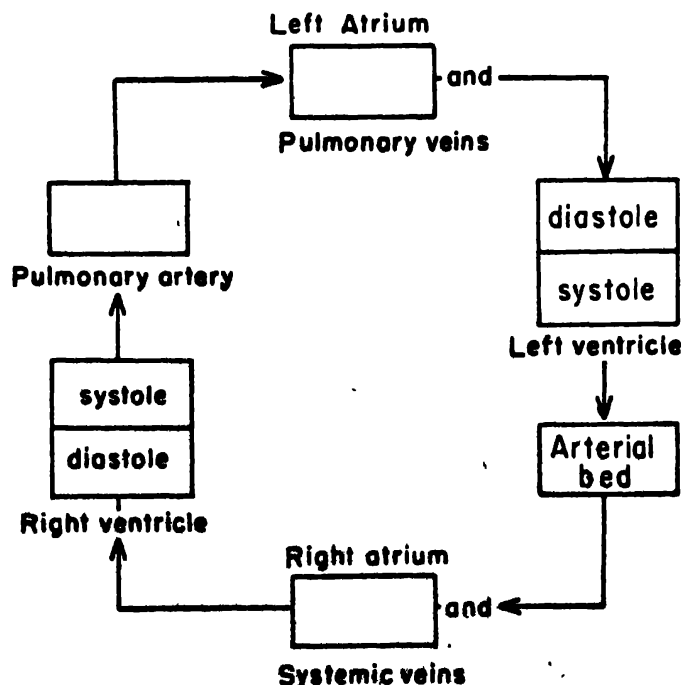 Left Atrium
and
Pulmonary veins
diastole
systole
Left ventricle
Arterial
bed
Right atrium
and
Systemic veins
Right ventricle
diastole
systole
Pulmonary artery